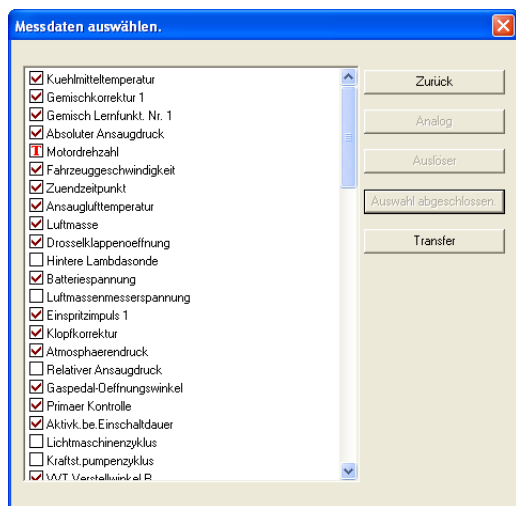 Messdaten auswählen.
Kuehlmitteltemperatur
Gemischkorrektur 1
Gemisch Lernfunkt. Nr. 1
Absoluter Ansaugdruck
T Motordrehzahl
Fahrzeuggeschwindigkeit
Zuendzeitpunkt
Ansauglufttemperatur
Luftmasse
Drosselklappenoeffnung
Hintere Lambdasonde
Batteriespannung
Luftmassenmesserspannung
Einspritzimpuls 1
Klopfkorrektur
Atmosphaerendruck
Relativer Ansaugdruck
Gaspedal-Oeffnungswinkel
Primaer Kontrolle
Aktivk.be.Einschaltdauer
Lichtmaschinenzyklus
Kraftst.pumpenzyklus
VVT Verstellwinkel R
Zurück
Analog
Auslöser
Auswahl abgeschlossen.
Transfer